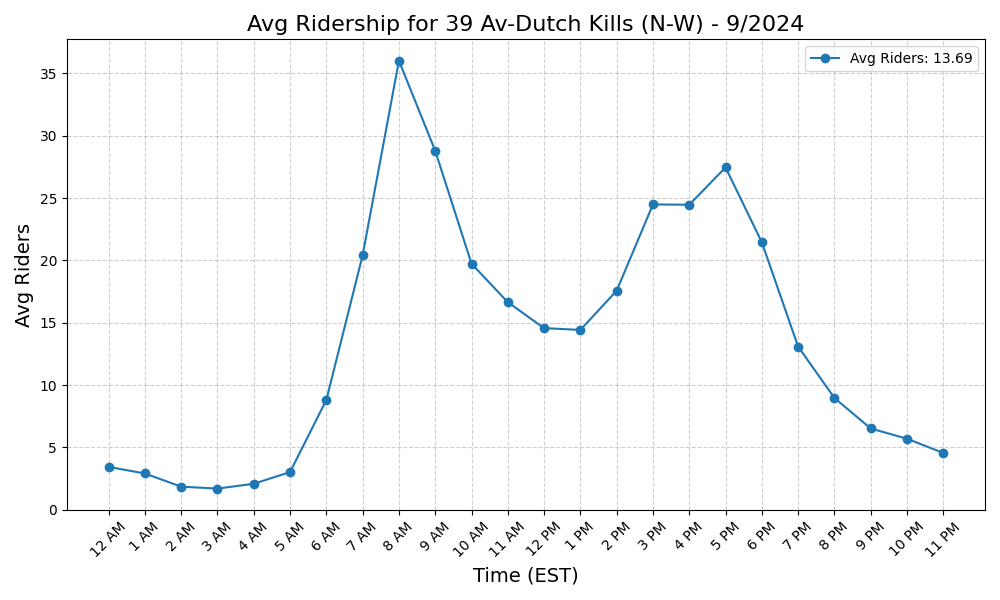 Avg Ridership for 39 Av-Dutch Kills (N-W) - 9/2024
Avg Riders: 13.69
35
30
25
20
15
10
5
0
Avg Riders
12 AM
1 AM
2 AM
3 AM
4 AM
5 AM
6 AM
7 AM
8 AM
9 AM
10 AM
11 AM
12 PM
1 PM
2 PM
3 PM
4 PM
5 PM
6 PM
7 PM
8 PM
9 PM
10 PM
11 PM
Time (EST)